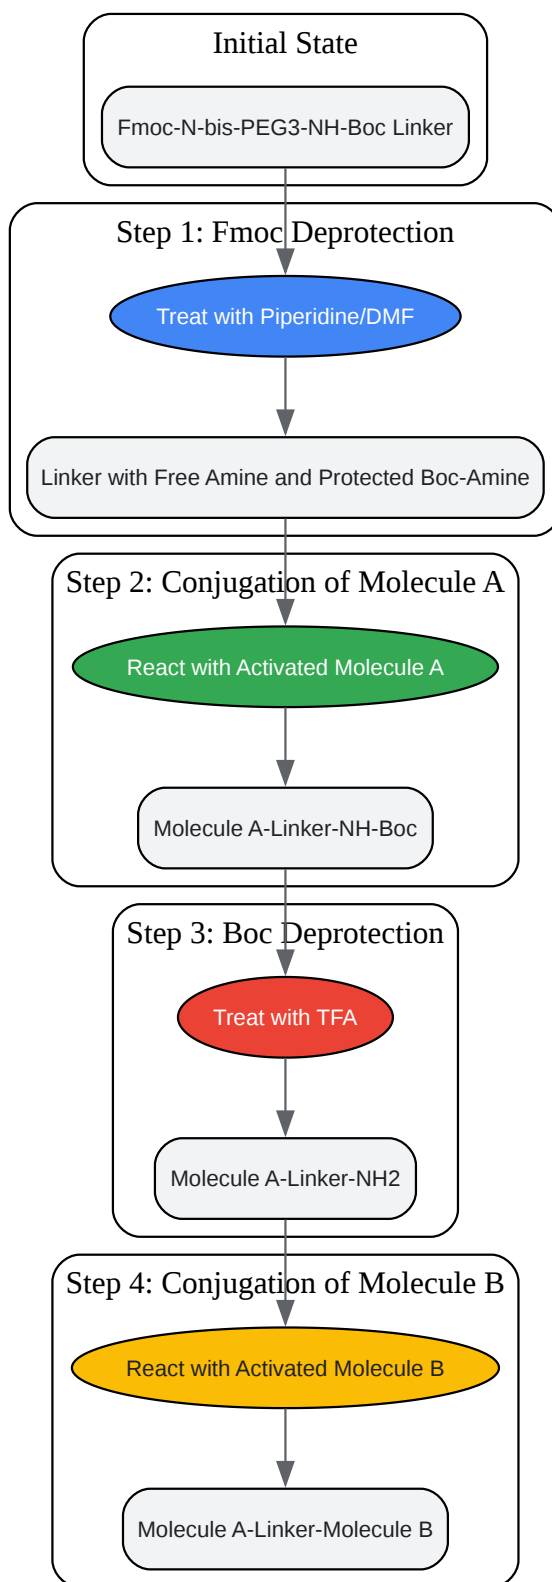 Initial State
Fmoc-N-bis-PEG3-NH-Boc Linker
Step 1: Fmoc Deprotection
Treat with Piperidine/DMF
Linker with Free Amine and Protected Boc-Amine
Step 2: Conjugation of Molecule A
React with Activated Molecule A
Molecule A-Linker-NH-Boc
Step 3: Boc Deprotection
Treat with TFA
Molecule A-Linker-NH2
Step 4: Conjugation of Molecule B
React with Activated Molecule B
Molecule A-Linker-Molecule B